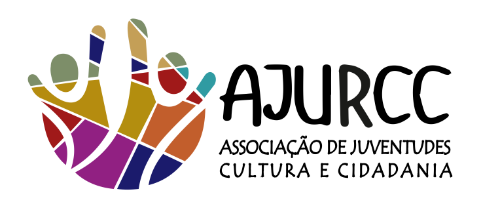 AJURCC
ASSOCIAÇÃO DE JUVENTUDES
CULTURA E CIDADANIA